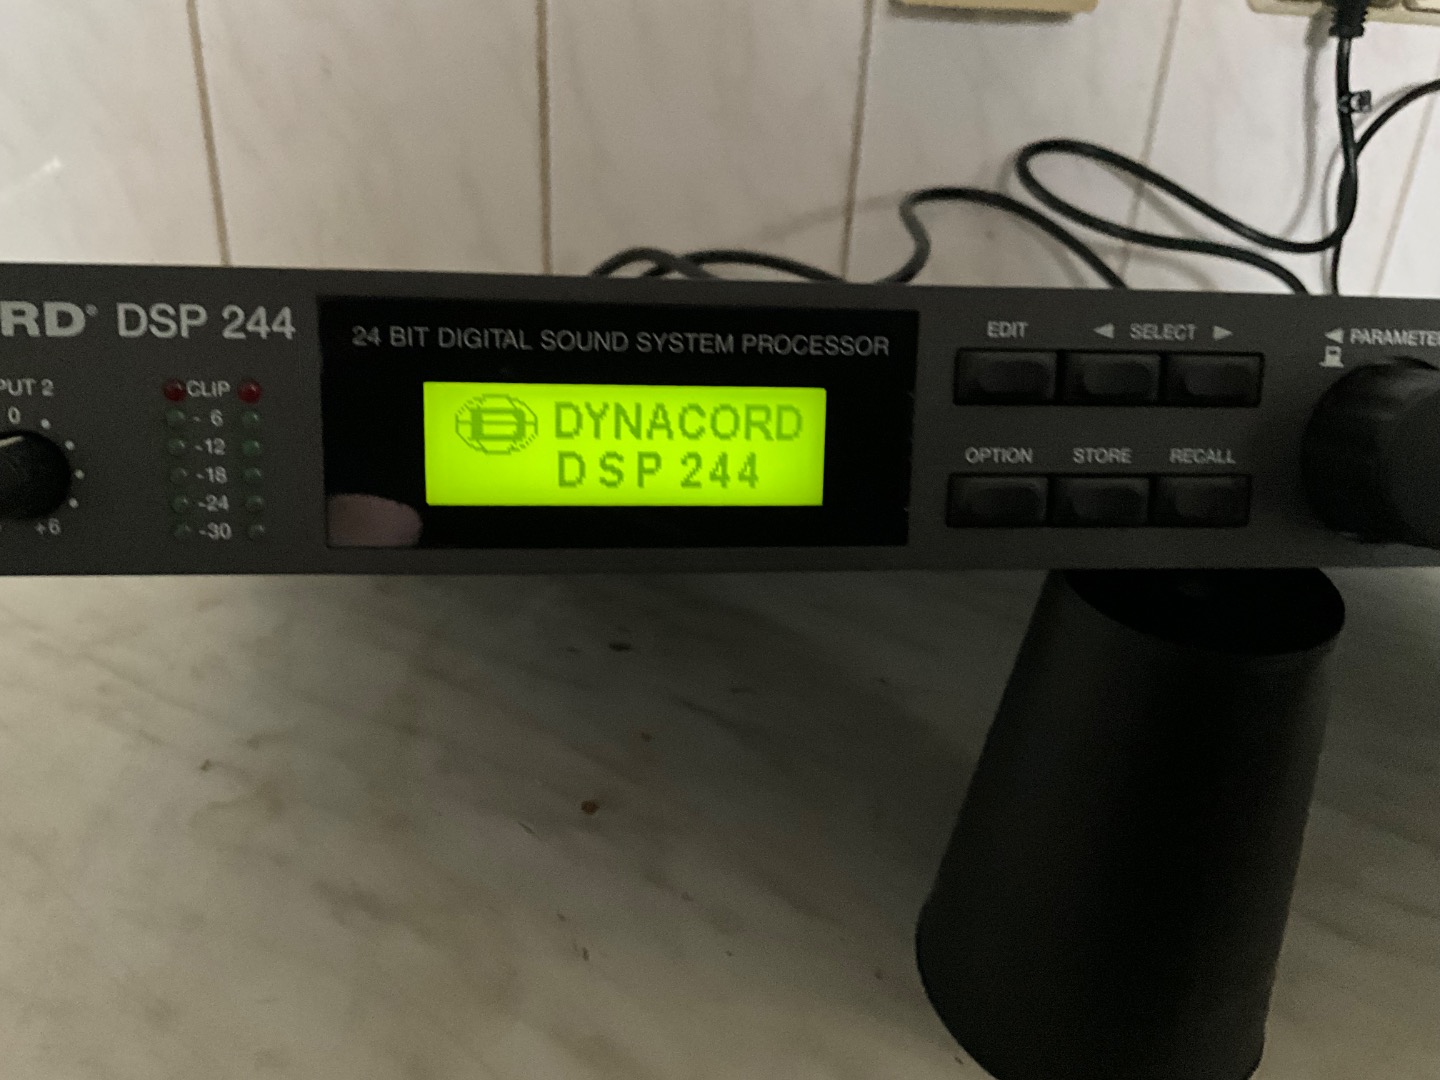 RD® DSP 244
24 BIT DIGITAL SOUND SYSTEM PROCESSOR
DYNACORD
DSP 244
PUT 2
0
+6
CLIP
- 6
-12
-18
-24
-30
EDIT
◀ SELECT ▶
OPTION
STORE
RECALL
◀ PARAMETE